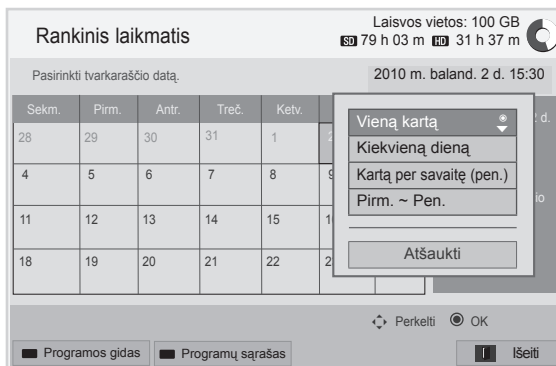 Rankinis laikmatis
Laisvos vietos: 100 GB
SD 79 h 03 m HD 31 h 37 m
Pasirinkti tvarkaraščio datą.
2010 m. baland. 2 d. 15:30
Sekm. Pirm. Antr. Treč. Ketv.
28 29 30 31 1
4 5 6 7 8
11 12 13 14 15
18 19 20 21 22
Vieną kartą
Kiekvieną dieną
Kartą per savaitę (pen.)
Pirm. ~ Pen.
Atšaukti
Perkelti OK
Programos gidas Programų sąrašas Išeiti